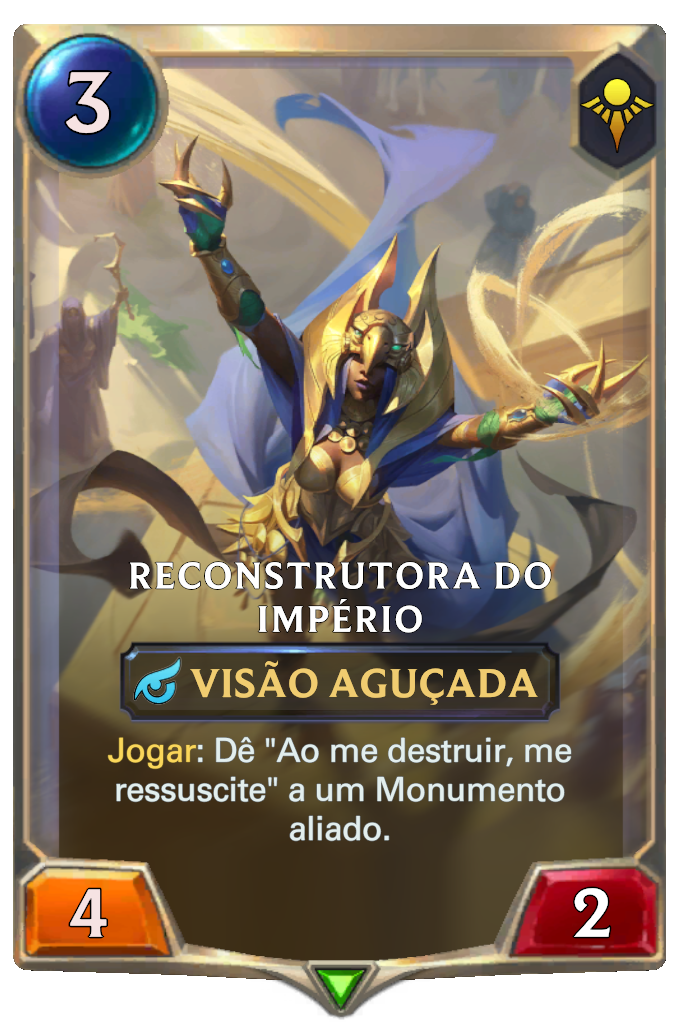 3
RECONSTRUTORA DO
IMPÉRIO
VISÃO AGUÇADA
Jogar: Dê "Ao me destruir, me
ressuscite" a um Monumento
aliado.
4
2